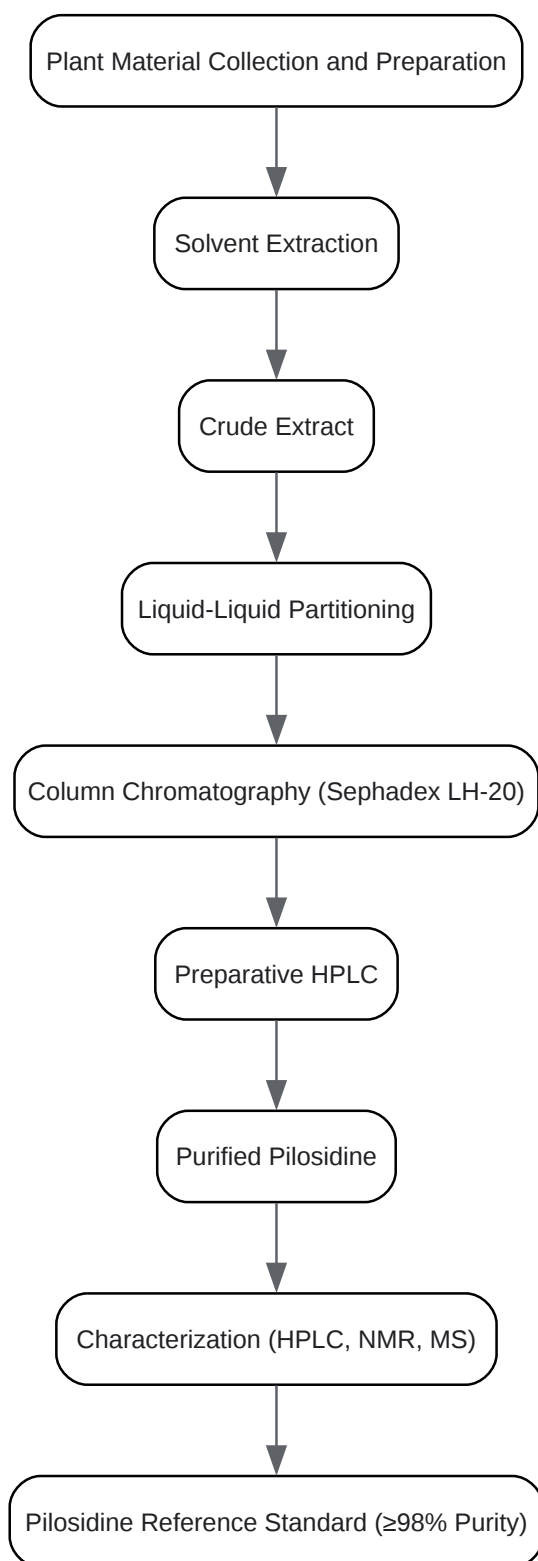 Plant Material Collection and Preparation
Solvent Extraction
Crude Extract
Liquid-Liquid Partitioning
Column Chromatography (Sephadex LH-20)
Preparative HPLC
Purified Pilosidine
Characterization (HPLC, NMR, MS)
Pilosidine Reference Standard (≥98% Purity)